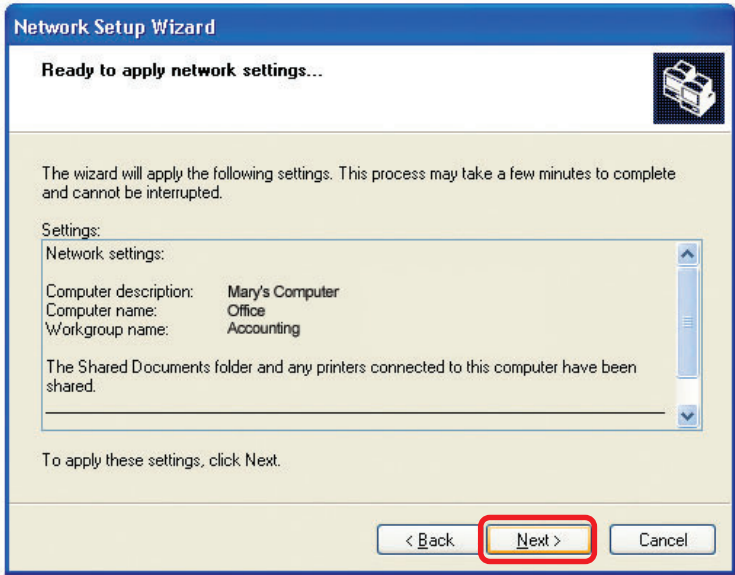 Network Setup Wizard
Ready to apply network settings...
The wizard will apply the following settings. This process may take a few minutes to complete
and cannot be interrupted.
Settings:
Network settings:
Computer description: Mary's Computer
Computer name: Office
Workgroup name: Accounting
The Shared Documents folder and any printers connected to this computer have been
shared.
To apply these settings, click Next.
< Back Next > Cancel